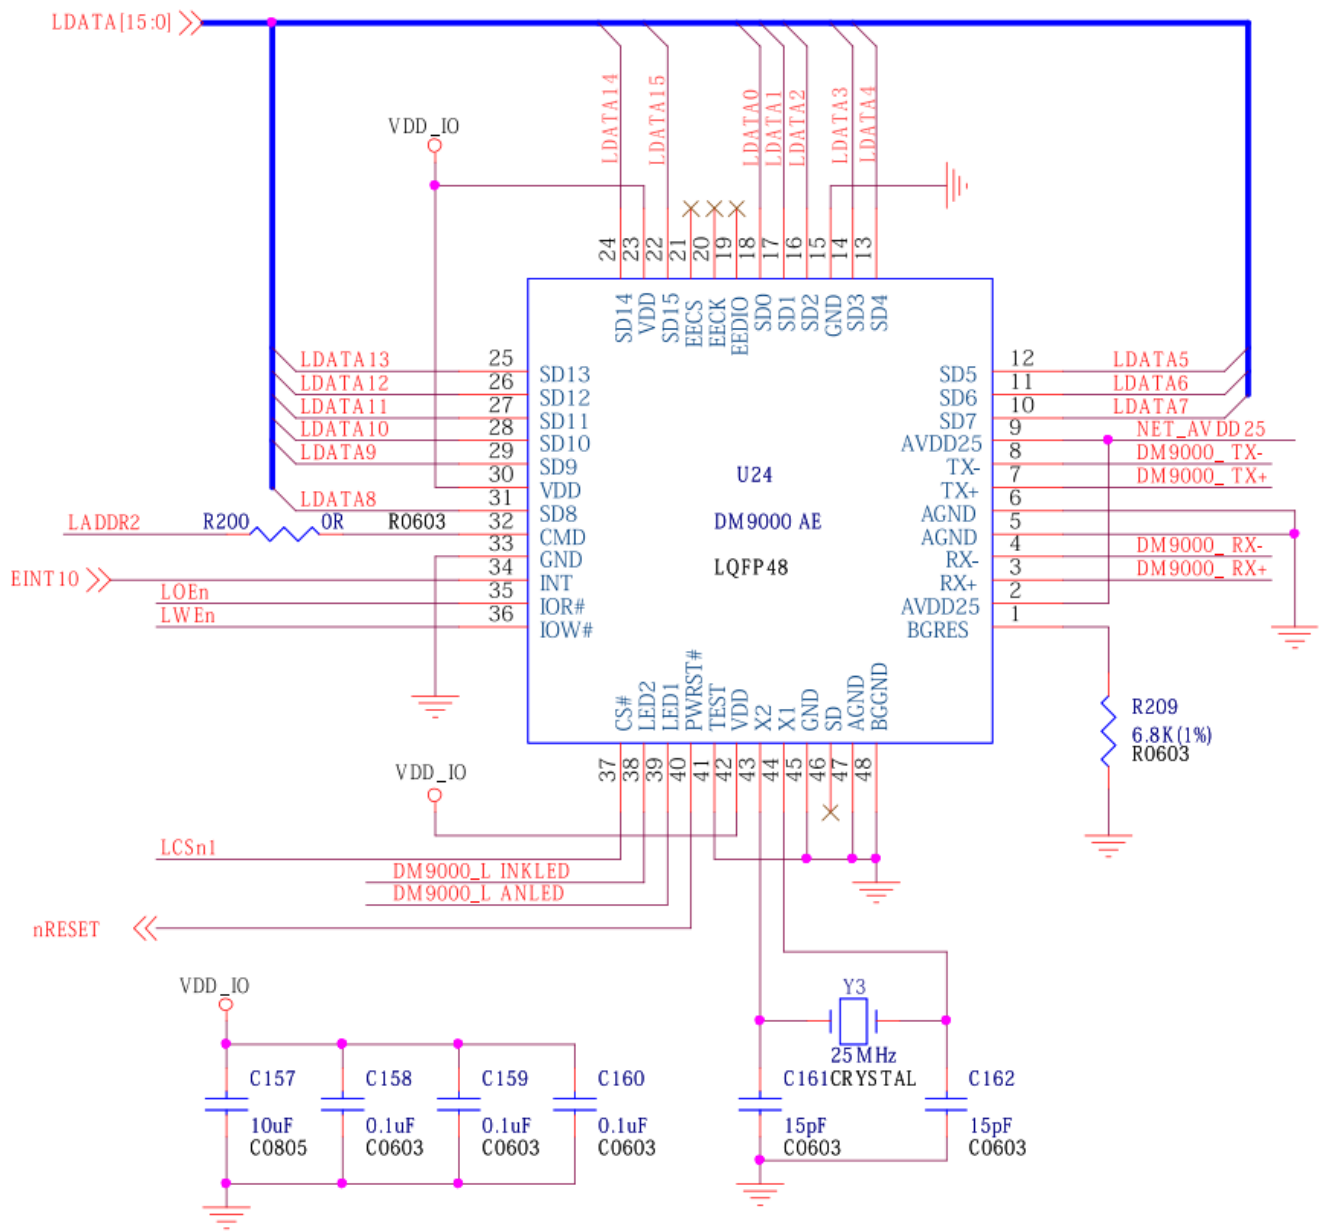 LDATA[15:0]
LDATA14
LDATA15
LDATA0
LDATA1
LDATA2
LDATA3
LDATA4
VDD_IO
24
23
22
21
20
19
18
17
16
15
14
13
SD14
VDD
SD15
EECS
EECK
EEDIO
SD0
SD1
SD2
GND
SD3
SD4
LDATA13 25 SD13
LDATA12 26 SD12
LDATA11 27 SD11
LDATA10 28 SD10
LDATA9 29 SD9
30 VDD
LDATA8 31 SD8
LADDR2 R200 0R R0603 32 CMD
33 GND
EINT10 34 INT
LOEn 35 IOR#
LWEn 36 IOW#
U24
DM9000 AE
LQFP48
SD5 12 LDATA5
SD6 11 LDATA6
SD7 10 LDATA7
AVDD25 9 NET_AVDD25
TX- 8 DM9000_TX-
TX+ 7 DM9000_TX+
AGND 6
AGND 5
RX- 4 DM9000_RX-
RX+ 3 DM9000_RX+
AVDD25 2
BGRES 1
R209
6.8K(1%)
R0603
CS#
LED2
LED1
PWRST#
TEST
VDD
X2
X1
GND
SD
AGND
BGGND
37
38
39
40
41
42
43
44
45
46
47
48
VDD_IO
LCSn1
DM9000_L INKLED
DM9000_L ANLED
nRESET
VDD_IO
C157
10uF
C0805
C158
0.1uF
C0603
C159
0.1uF
C0603
C160
0.1uF
C0603
Y3
25MHz
CRYSTAL
C161
15pF
C0603
C162
15pF
C0603